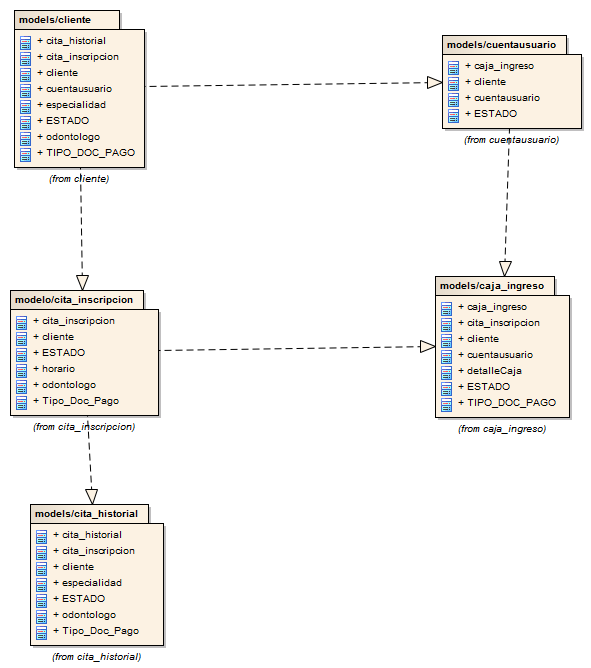 models/cliente
+ cita_historial
+ cita_inscripcion
+ cliente
+ cuentausuario
+ especialidad
+ ESTADO
+ odontologo
+ TIPO_DOC_PAGO
(from cliente)
models/cuentausuario
+ caja_ingreso
+ cliente
+ cuentausuario
+ ESTADO
(from cuentausuario)
modelo/cita_inscripcion
+ cita_inscripcion
+ cliente
+ ESTADO
+ horario
+ odontologo
+ Tipo_Doc_Pago
(from cita_inscripcion)
models/caja_ingreso
+ caja_ingreso
+ cita_inscripcion
+ cliente
+ cuentausuario
+ detalleCaja
+ ESTADO
+ TIPO_DOC_PAGO
(from caja_ingreso)
models/cita_historial
+ cita_historial
+ cita_inscripcion
+ cliente
+ especialidad
+ ESTADO
+ odontologo
+ Tipo_Doc_Pago
(from cita_historial)